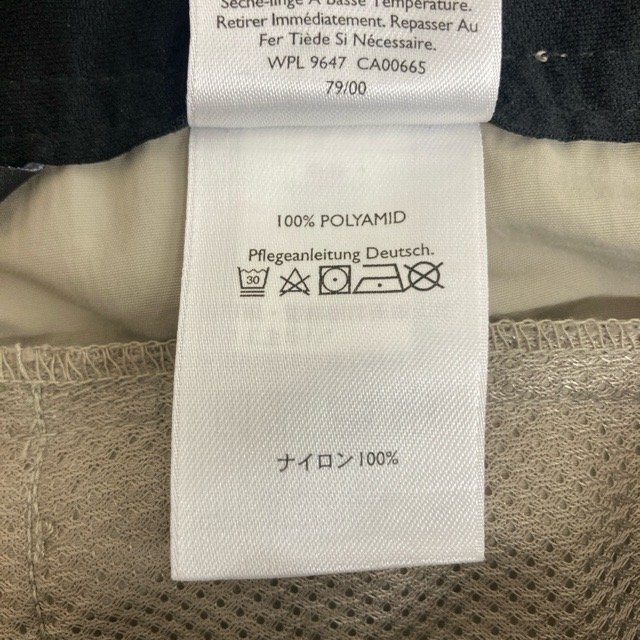 Sèche-linge À Basse Température.
Retirer Immédiatement. Repasser Au
Fer Tiède Si Nécessaire.
WPL 9647 CA00665
79/00
100% POLYAMID
Pflegeanleitung Deutsch.
30
ナイロン100%